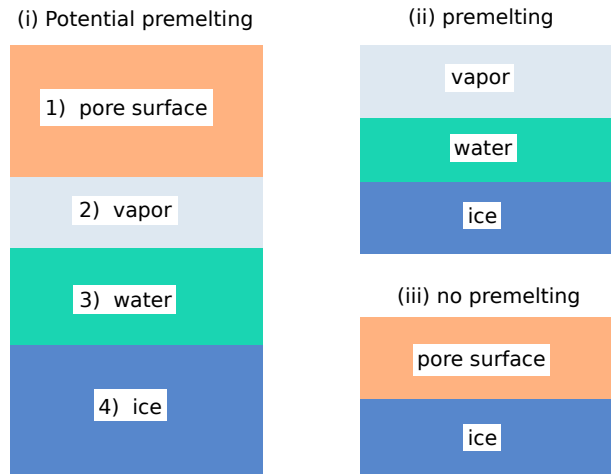 (i) Potential premelting
1) pore surface
2) vapor
3) water
4) ice
(ii) premelting
vapor
water
ice
(iii) no premelting
pore surface
ice